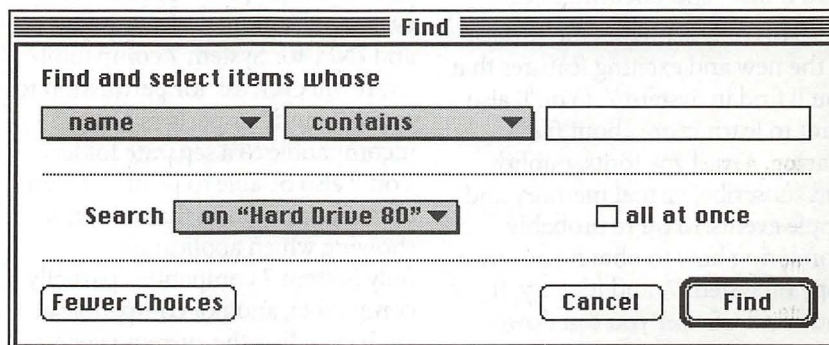 Find
Find and select items whose
name contains
Search on “Hard Drive 80” all at once
Fewer Choices Cancel Find